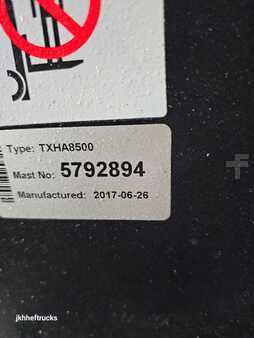 Type: TXHA8500
Mast No: 5792894
Manufactured: 2017-06-26
jkhheftrucks